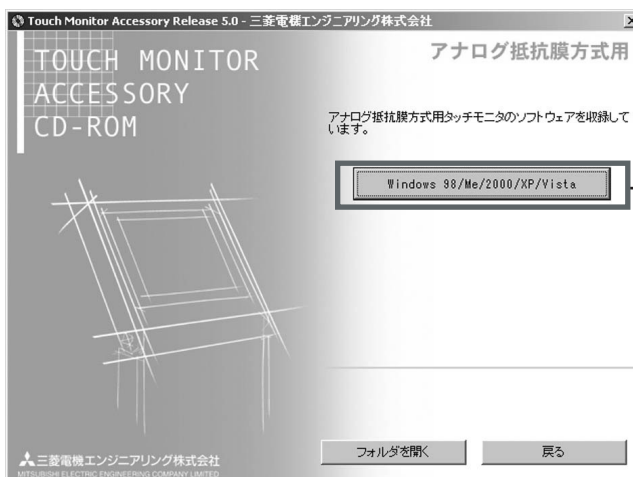 Touch Monitor Accessory Release 5.0 - 三菱電機エンジニアリング株式会社
TOUCH MONITOR
ACCESSORY
CD-ROM
アナログ抵抗膜方式用
アナログ抵抗膜方式用タッチモニタのソフトウェアを収録して
います。
Windows 98/Me/2000/XP/Vista
フォルダを開く
戻る
三菱電機エンジニアリング株式会社
MITSUBISHI ELECTRIC ENGINEERING COMPANY LIMITED